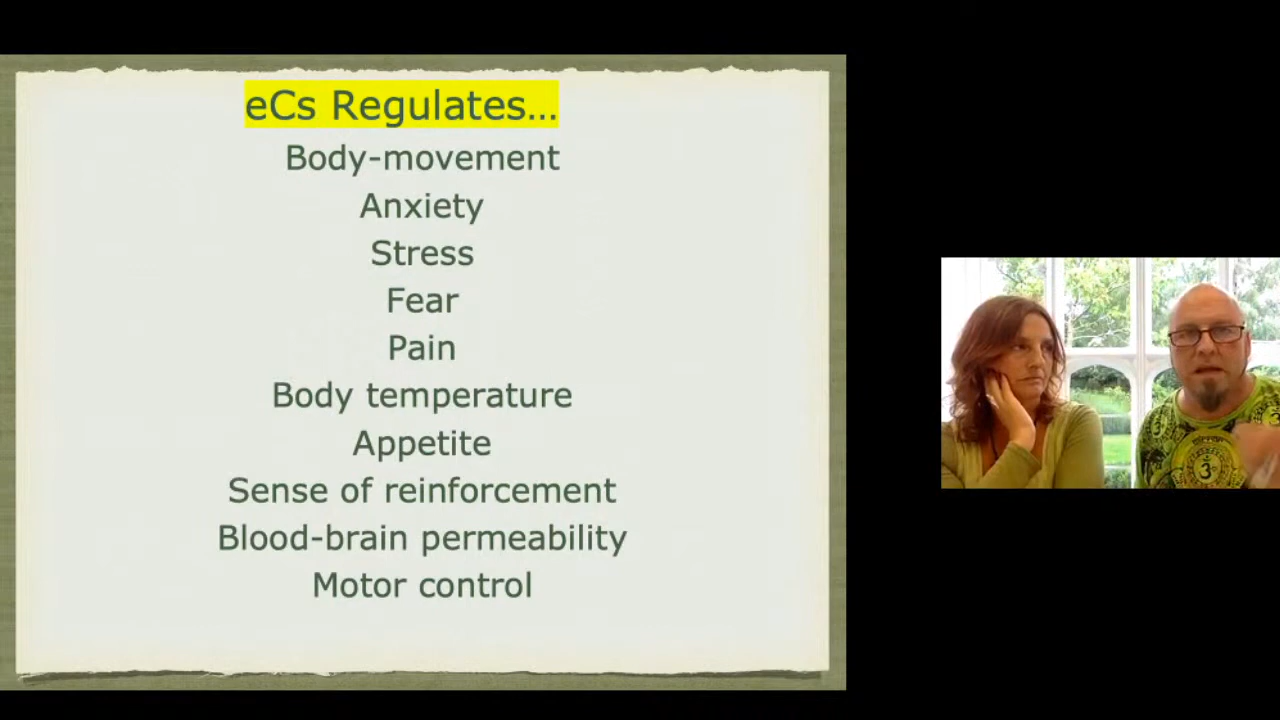 eCs Regulates...
Body-movement
Anxiety
Stress
Fear
Pain
Body temperature
Appetite
Sense of reinforcement
Blood-brain permeability
Motor control
ॐ